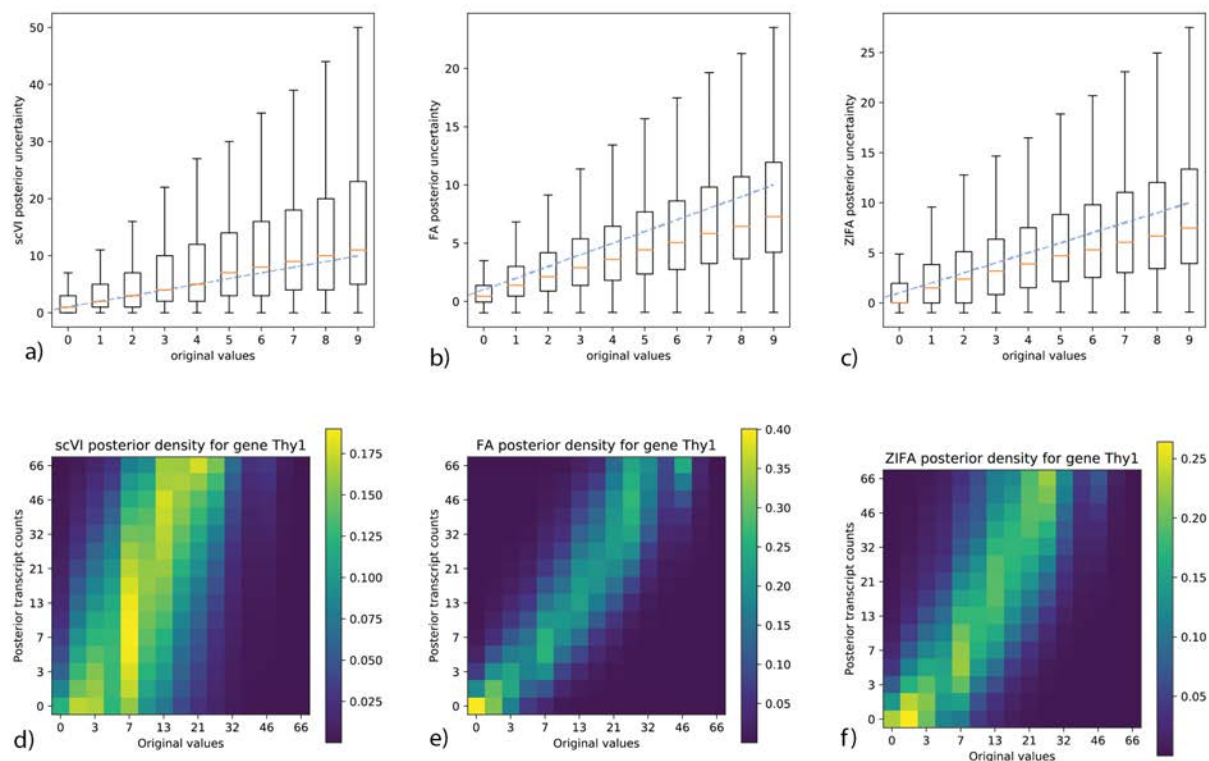 50
40
30
20
10
0
scVI posterior uncertainty
0 1 2 3 4 5 6 7 8 9
original values
a)
20
15
10
5
0
FA posterior uncertainty
0 1 2 3 4 5 6 7 8 9
original values
b)
25
20
15
10
5
0
ZIFA posterior uncertainty
0 1 2 3 4 5 6 7 8 9
original values
c)
scVI posterior density for gene Thy1
66
46
32
21
13
7
3
0
Posterior transcript counts
0 3 7 13 21 32 46 66
Original values
0.175
0.150
0.125
0.100
0.075
0.050
0.025
d)
FA posterior density for gene Thy1
66
46
32
21
13
7
3
0
Posterior transcript counts
0 3 7 13 21 32 46 66
Original values
0.40
0.35
0.30
0.25
0.20
0.15
0.10
0.05
e)
ZIFA posterior density for gene Thy1
66
46
32
21
13
7
3
0
Posterior transcript counts
0 3 7 13 21 32 46 66
Original values
0.25
0.20
0.15
0.10
0.05
f)